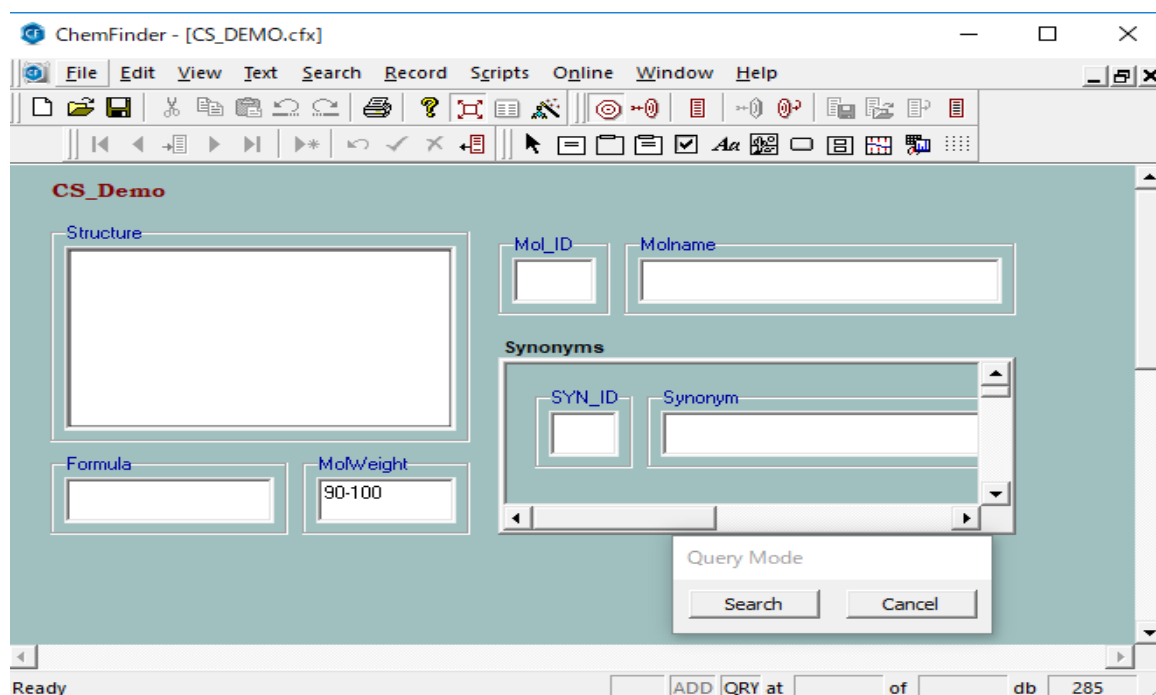 ChemFinder - [CS_DEMO.cfx]
File Edit View Text Search Record Scripts Online Window Help
Aa
CS_Demo
Structure
Mol_ID
Molname
Synonyms
SYN_ID
Synonym
Formula
MolWeight
90-100
Query Mode
Search Cancel
Ready ADD QRY at of db 285